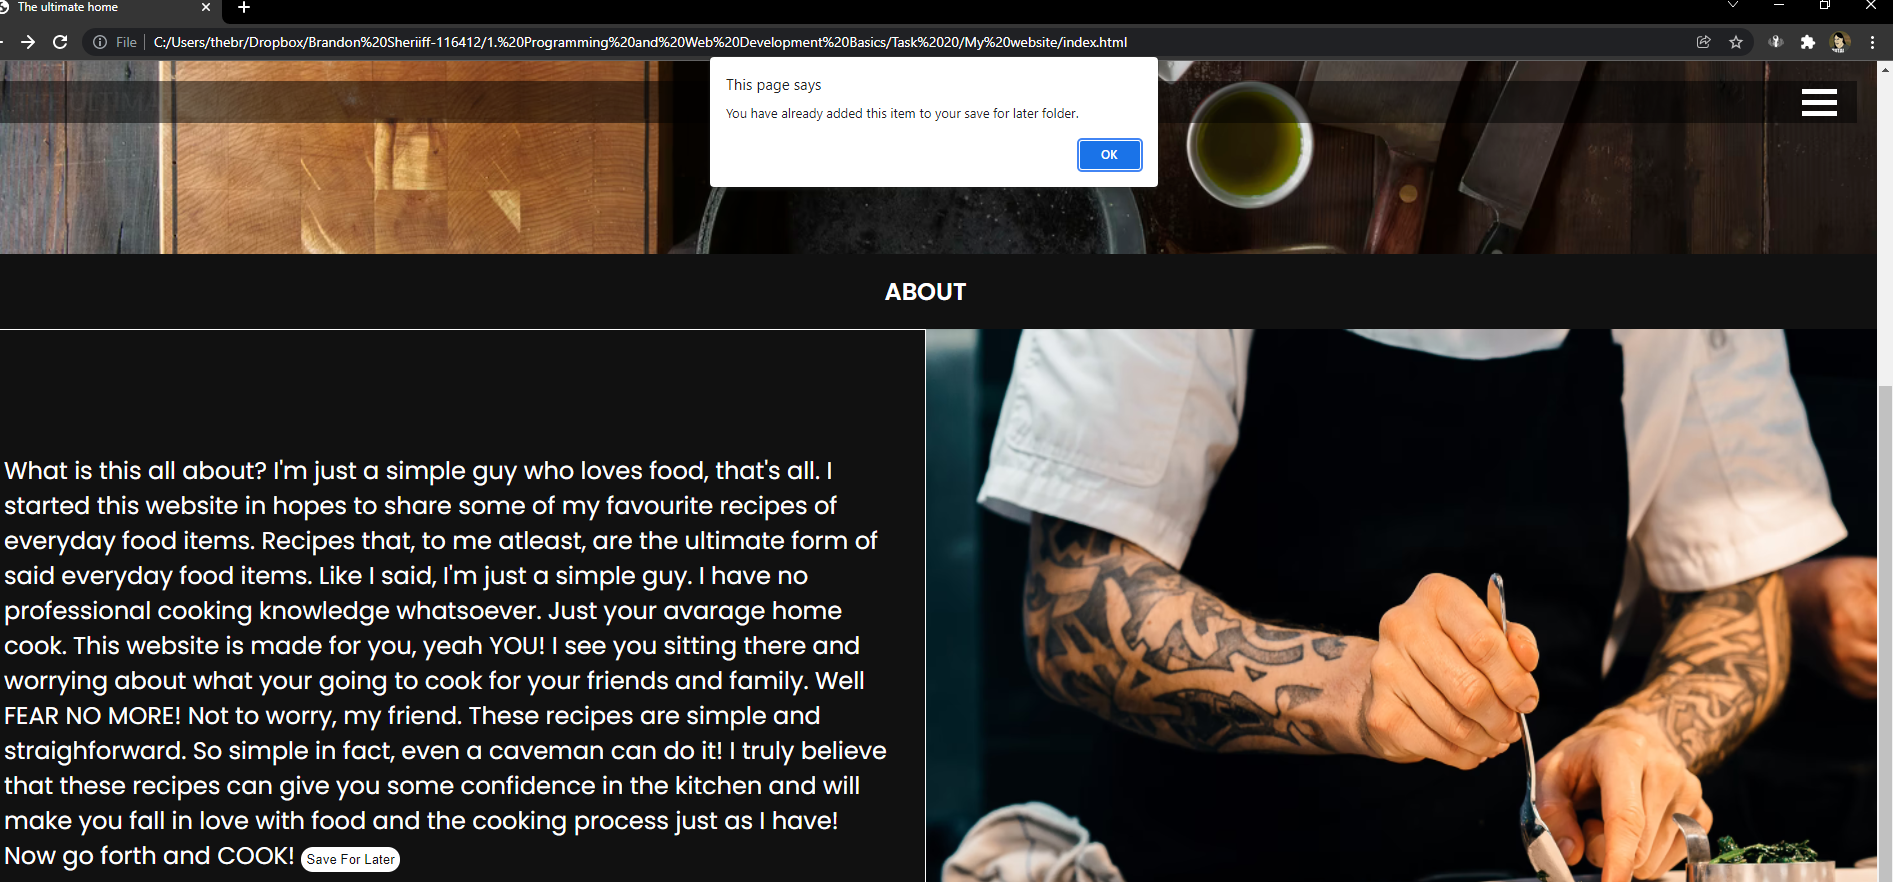 The ultimate home
File C:/Users/thebr/Dropbox/Brandon%20Sheriiff-116412/1.%20Programming%20and%20Web%20Development%20Basics/Task%2020/My%20website/index.html
This page says
You have already added this item to your save for later folder.
OK
THE ULTIMA
ABOUT
What is this all about? I'm just a simple guy who loves food, that's all. I
started this website in hopes to share some of my favourite recipes of
everyday food items. Recipes that, to me atleast, are the ultimate form of
said everyday food items. Like I said, I'm just a simple guy. I have no
professional cooking knowledge whatsoever. Just your avarage home
cook. This website is made for you, yeah YOU! I see you sitting there and
worrying about what your going to cook for your friends and family. Well
FEAR NO MORE! Not to worry, my friend. These recipes are simple and
straighforward. So simple in fact, even a caveman can do it! I truly believe
that these recipes can give you some confidence in the kitchen and will
make you fall in love with food and the cooking process just as I have!
Now go forth and COOK! Save For Later